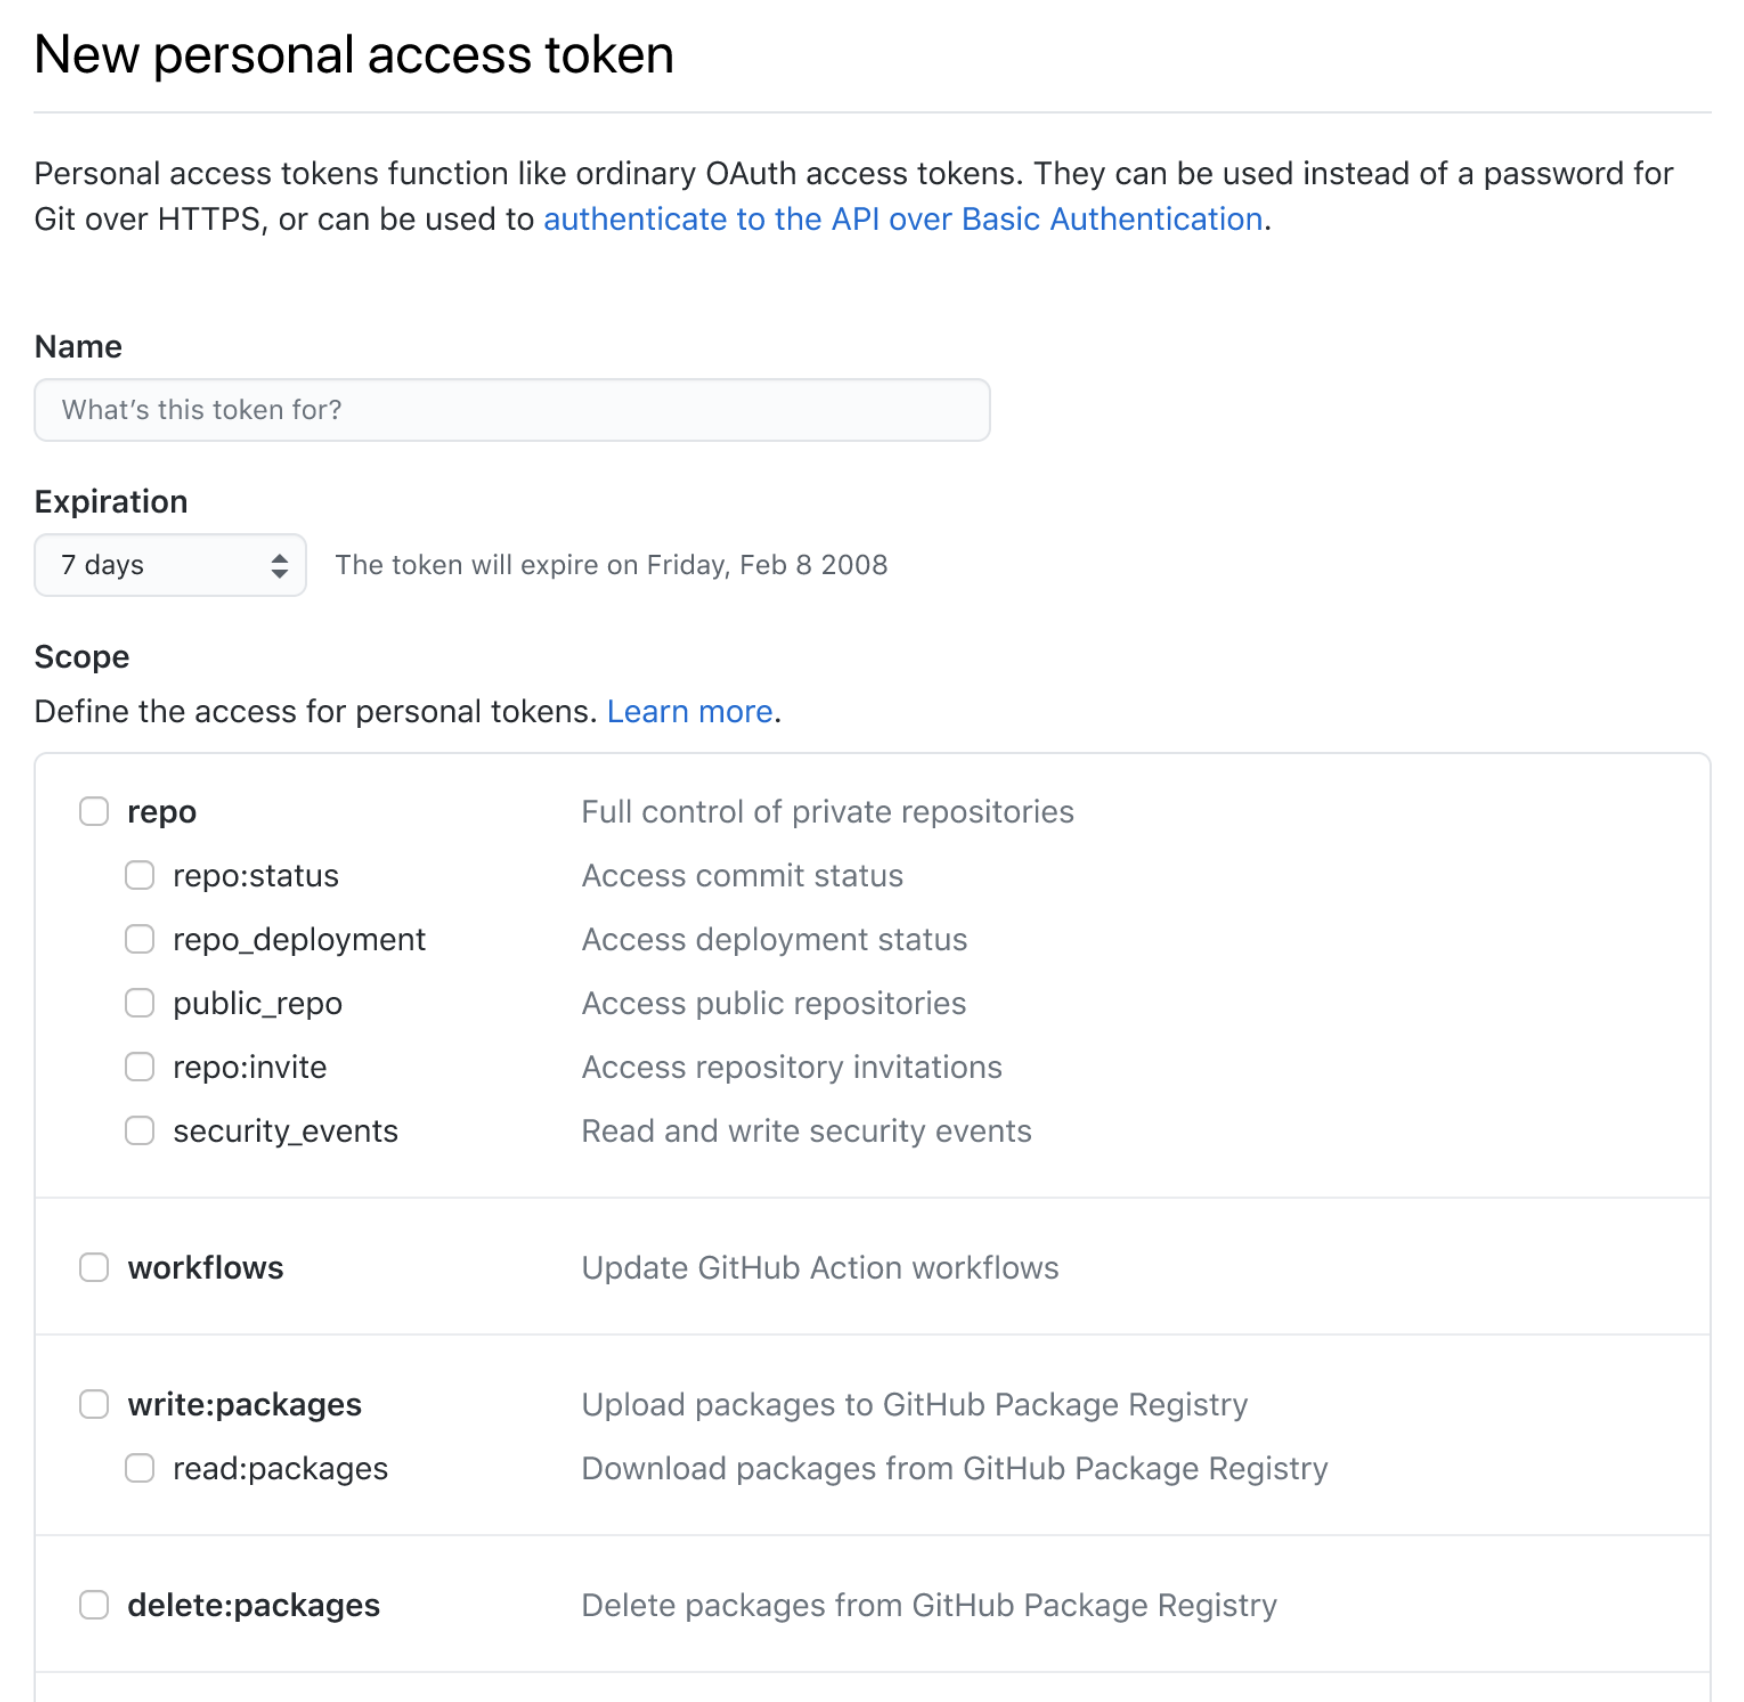 New personal access token
Personal access tokens function like ordinary OAuth access tokens. They can be used instead of a password for
Git over HTTPS, or can be used to authenticate to the API over Basic Authentication.
Name
What’s this token for?
Expiration
7 days The token will expire on Friday, Feb 8 2008
Scope
Define the access for personal tokens. Learn more.
repo Full control of private repositories
repo:status Access commit status
repo_deployment Access deployment status
public_repo Access public repositories
repo:invite Access repository invitations
security_events Read and write security events
workflows Update GitHub Action workflows
write:packages Upload packages to GitHub Package Registry
read:packages Download packages from GitHub Package Registry
delete:packages Delete packages from GitHub Package Registry